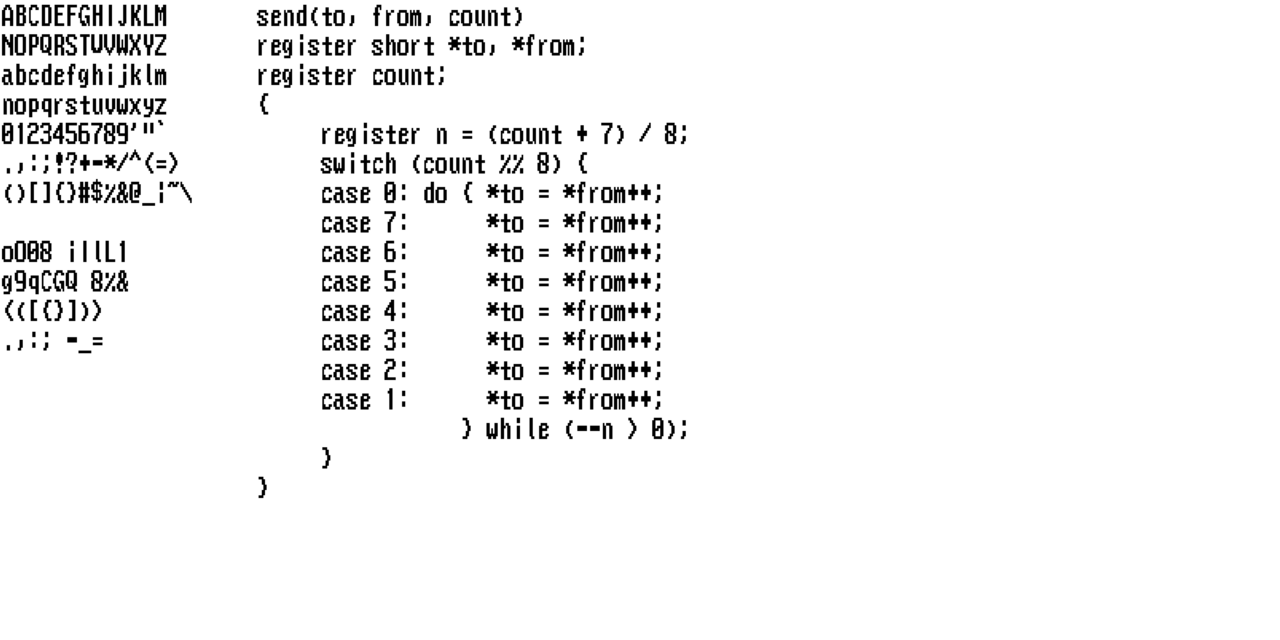 ABCDEFGHIJKLM
NOPQRSTUVWXYZ
abcdefghijklm
nopqrstuvwxyz
0123456789'"`
.,:;!?+-*/^<=>
()[]{}#$%&@_¦~\
oO08 iIlL1
g9qCGQ 8%&
<([{}])>
.,:; -_=
send(to, from, count)
register short *to, *from;
register count;
{
register n = (count + 7) / 8;
switch (count %% 8) {
case 0: do { *to = *from++;
case 7: *to = *from++;
case 6: *to = *from++;
case 5: *to = *from++;
case 4: *to = *from++;
case 3: *to = *from++;
case 2: *to = *from++;
case 1: *to = *from++;
} while (--n > 0);
}
}